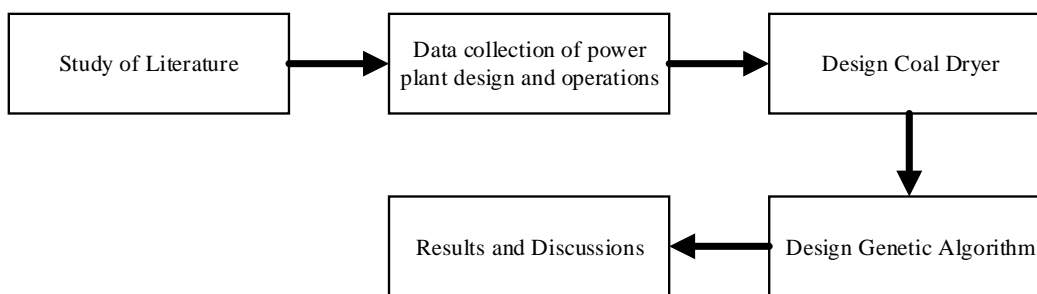 Study of Literature
Data collection of power
plant design and operations
Design Coal Dryer
Design Genetic Algorithm
Results and Discussions